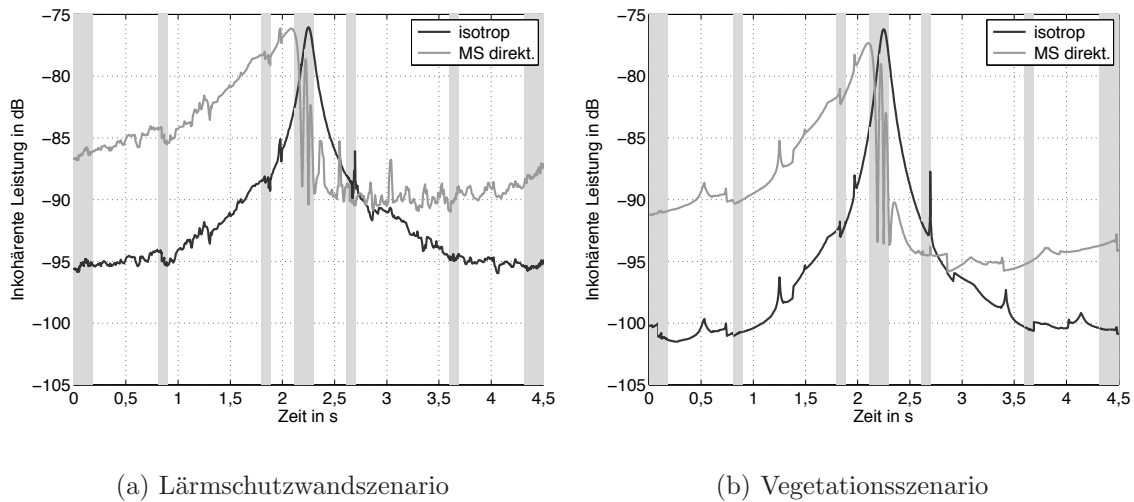 −75
−80
−85
−90
−95
−100
−105
Inkohärente Leistung in dB
isotrop
MS direkt.
0 0,5 1 1,5 2 2,5 3 3,5 4 4,5
Zeit in s
(a) Lärmschutzwandszenario
−75
−80
−85
−90
−95
−100
−105
Inkohärente Leistung in dB
isotrop
MS direkt.
0 0,5 1 1,5 2 2,5 3 3,5 4 4,5
Zeit in s
(b) Vegetationsszenario